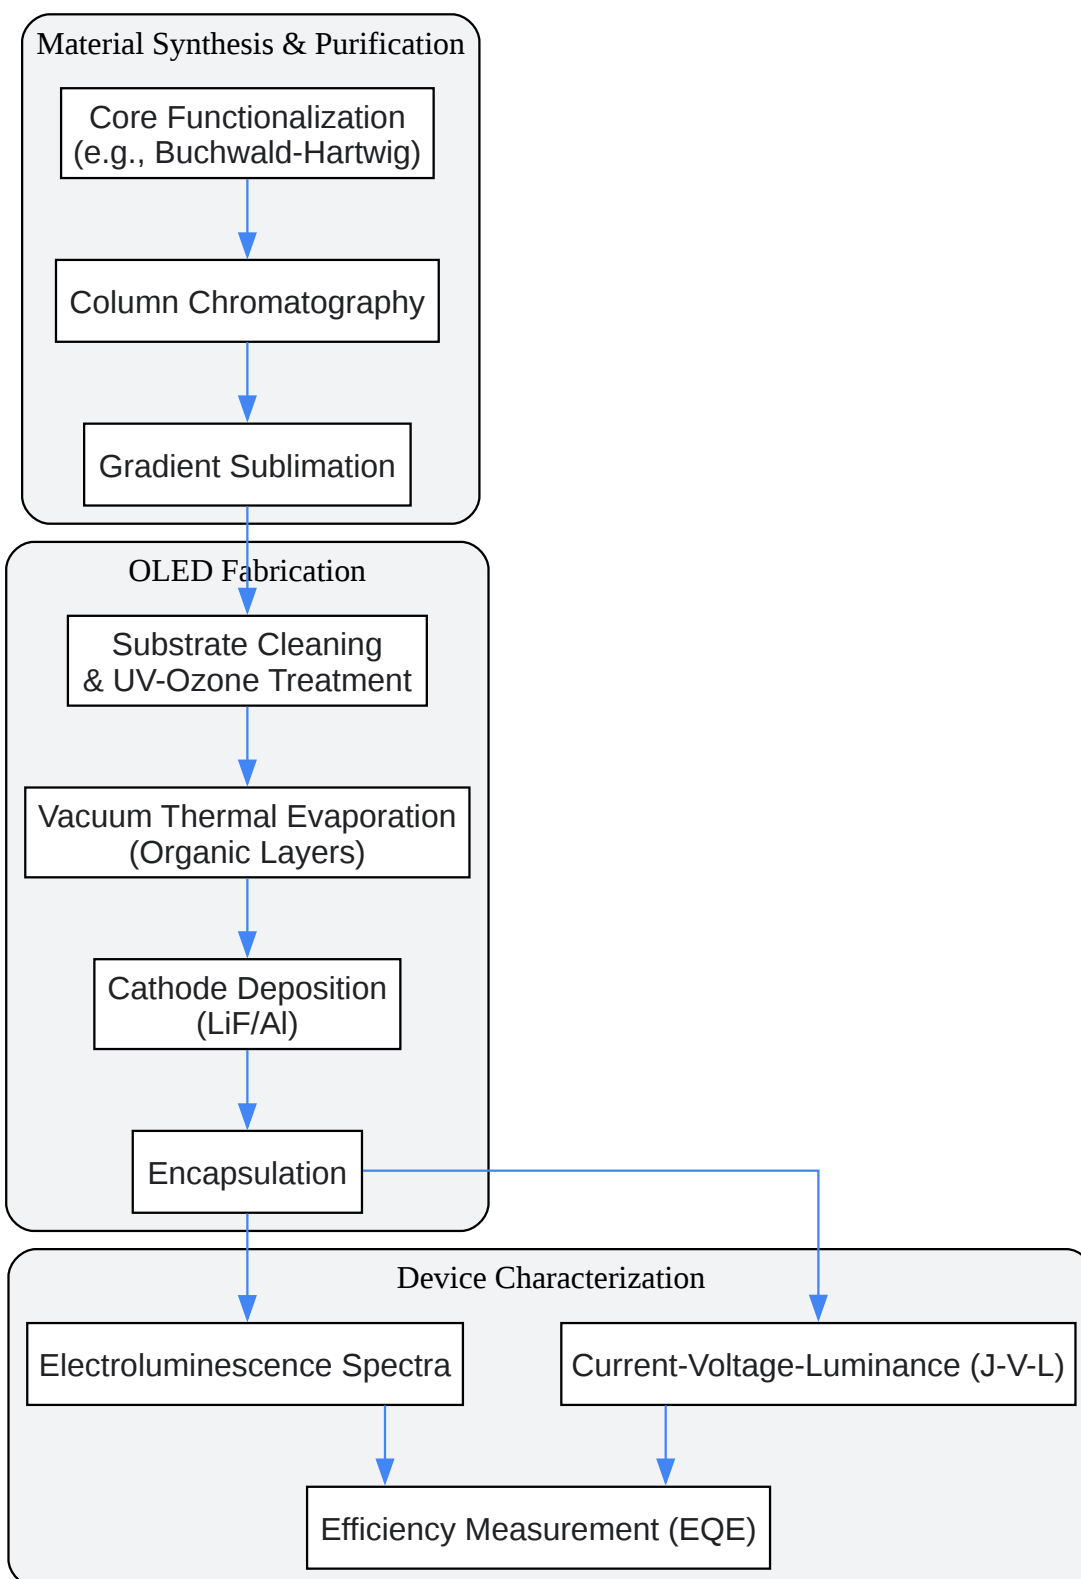 Material Synthesis & Purification
Core Functionalization
(e.g., Buchwald-Hartwig)
Column Chromatography
Gradient Sublimation
OLED Fabrication
Substrate Cleaning
& UV-Ozone Treatment
Vacuum Thermal Evaporation
(Organic Layers)
Cathode Deposition
(LiF/Al)
Encapsulation
Device Characterization
Electroluminescence Spectra
Current-Voltage-Luminance (J-V-L)
Efficiency Measurement (EQE)